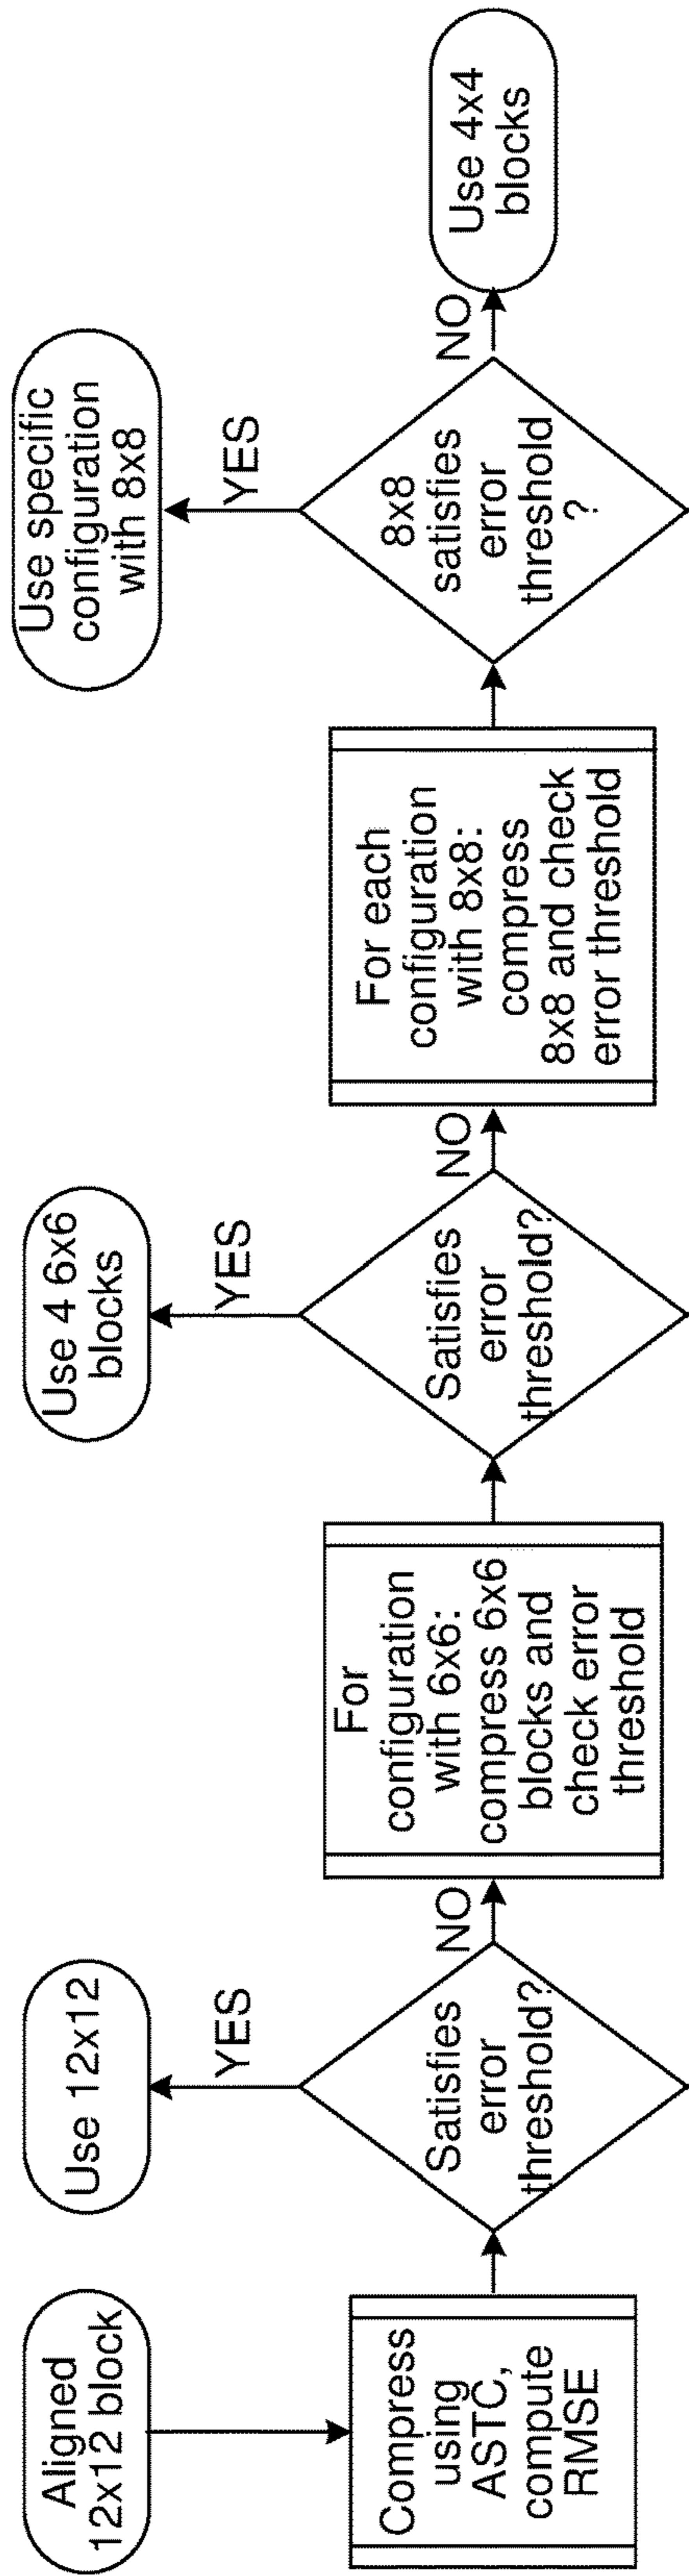 Aligned
12x12 block
Compress
using
ASTC,
compute
RMSE
Satisfies
error
threshold?
YES
Use 12x12
NO
For
configuration
with 6x6:
compress 6x6
blocks and
check error
threshold
Satisfies
error
threshold?
YES
Use 4 6x6
blocks
NO
For each
configuration
with 8x8:
compress
8x8 and check
error threshold
8x8
satisfies
error
threshold
?
YES
Use specific
configuration
with 8x8
NO
Use 4x4
blocks